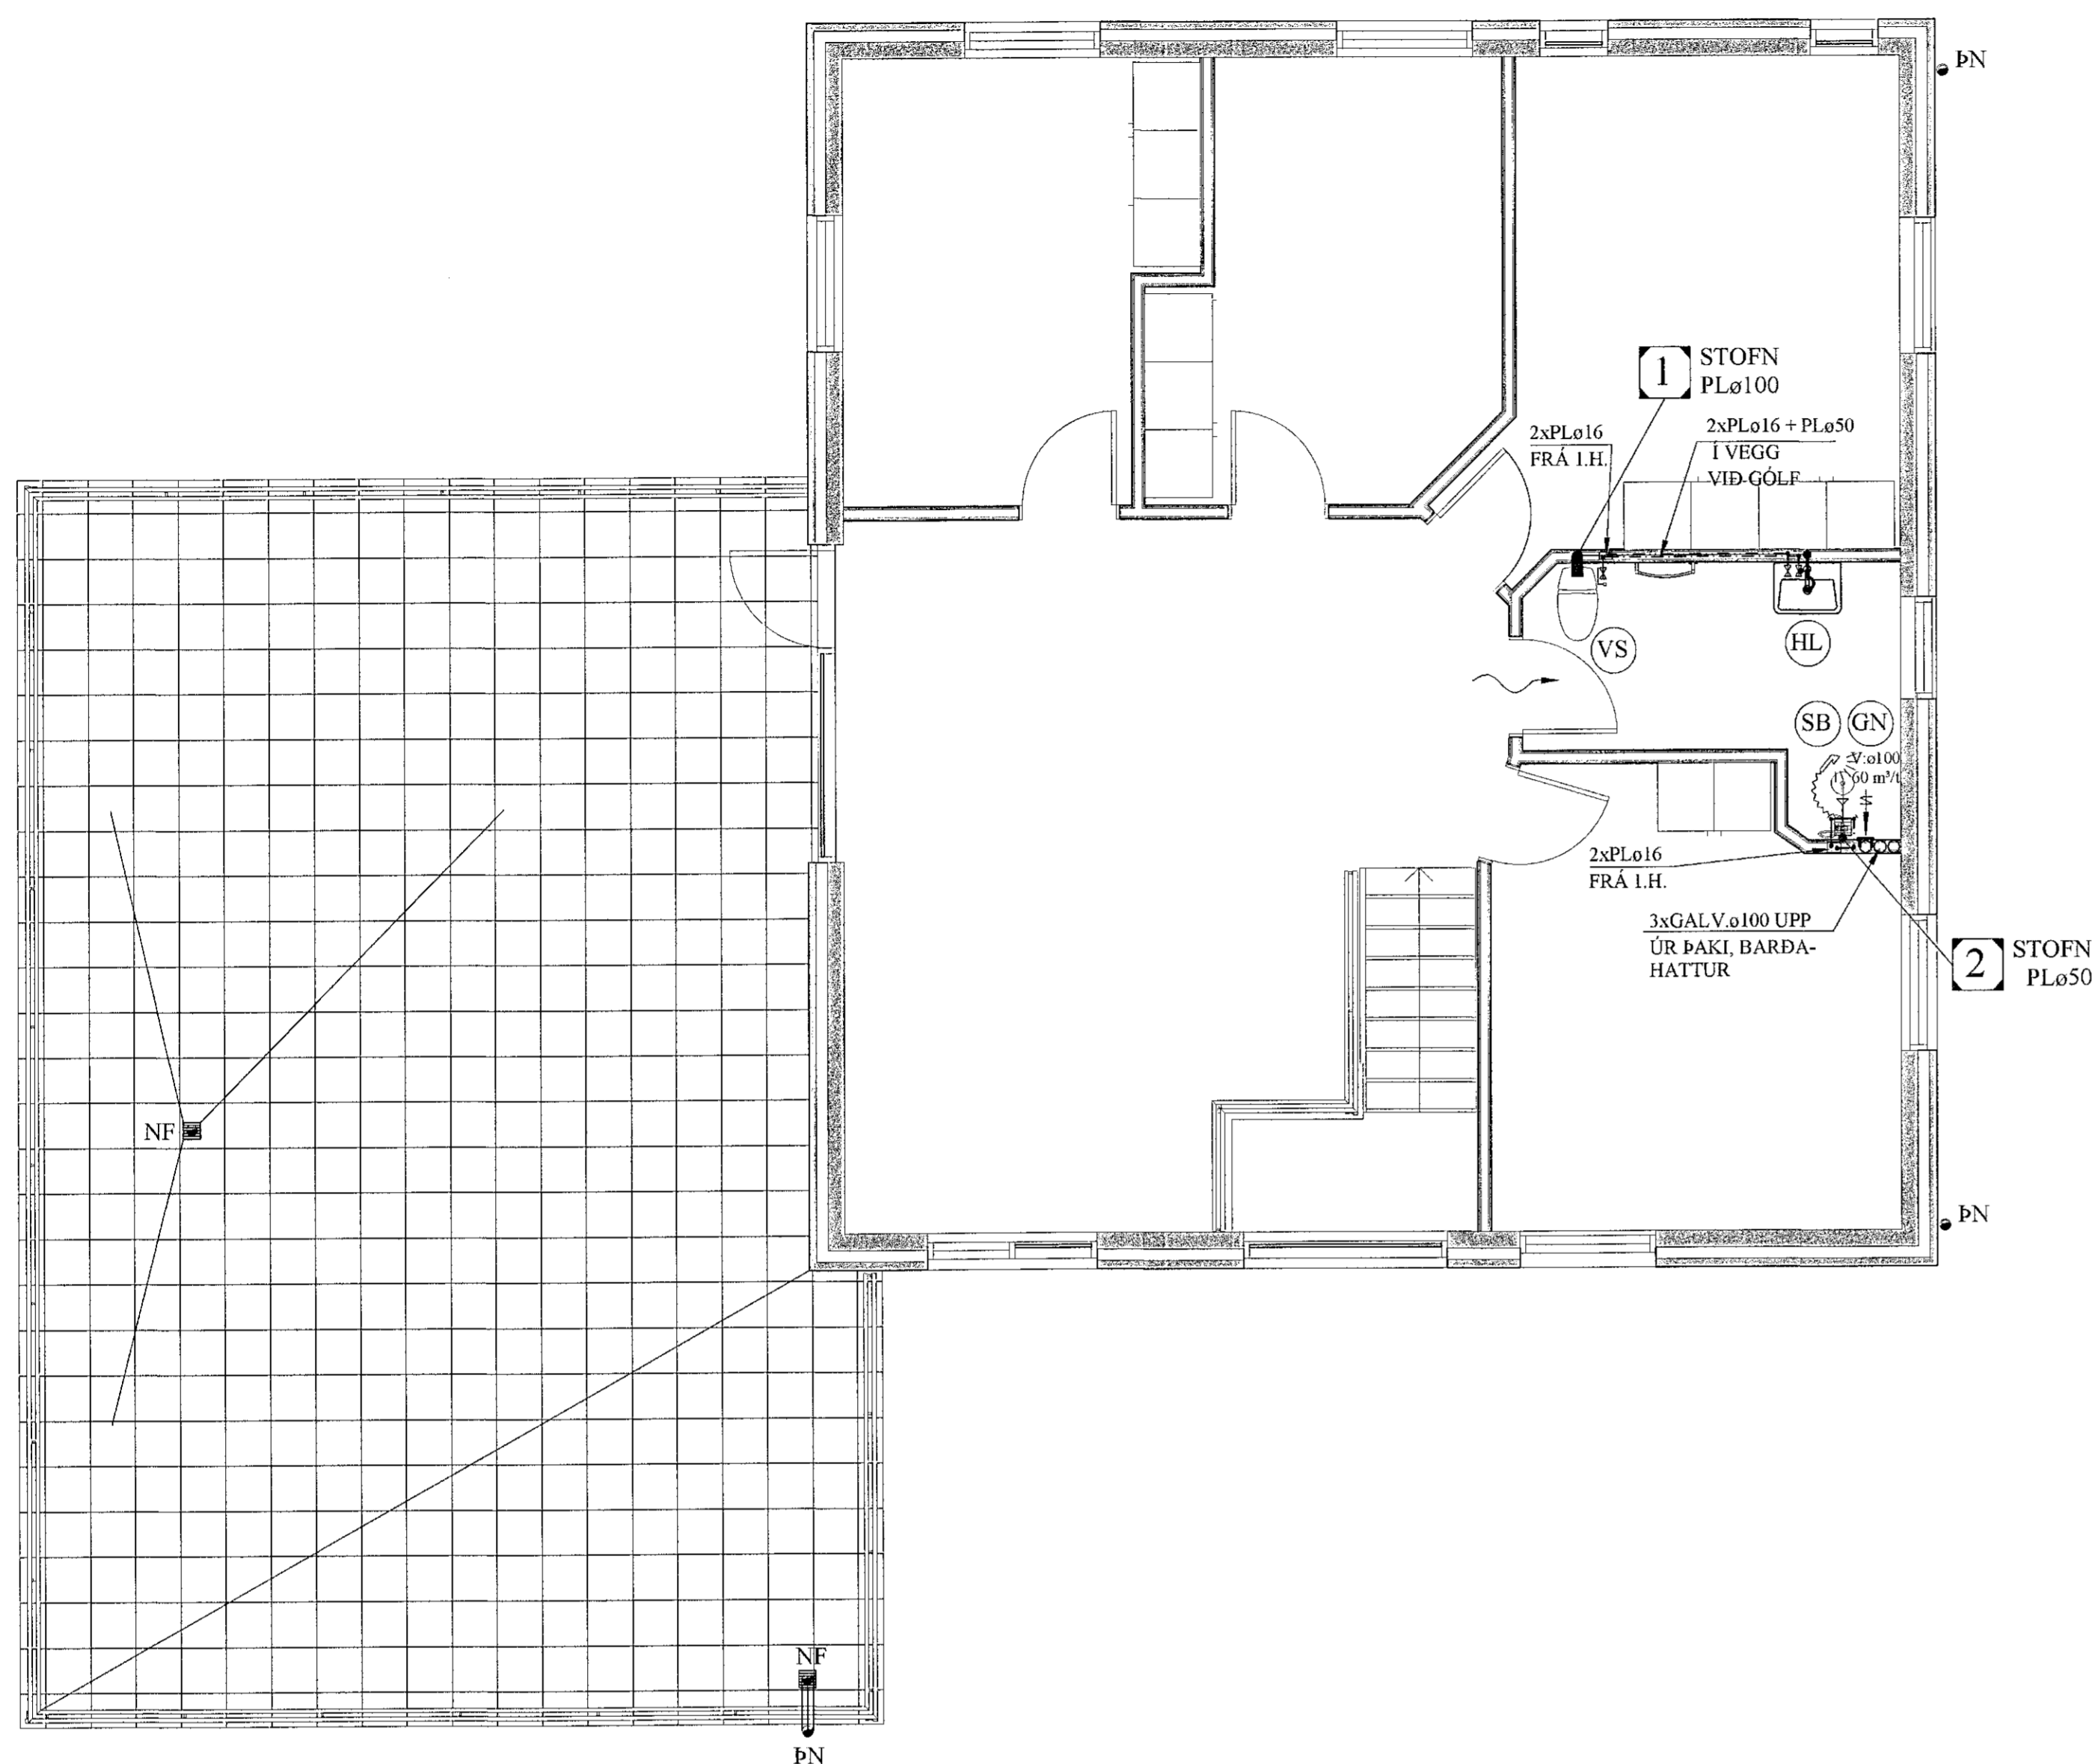 ÞN
1
STOFN
PLø100
2xPLø16
FRÁ 1.H.
2xPLø16 + PLø50
Í VEGG
VIÐ GÓLF
VS
HL
SB
GN
V:ø100
60 m³/t
2xPLø16
FRÁ 1.H.
3xGALV.ø100 UPP
ÚR ÞAKI, BARÐA-
HATTUR
2
STOFN
PLø50
NF
ÞN
NF
ÞN